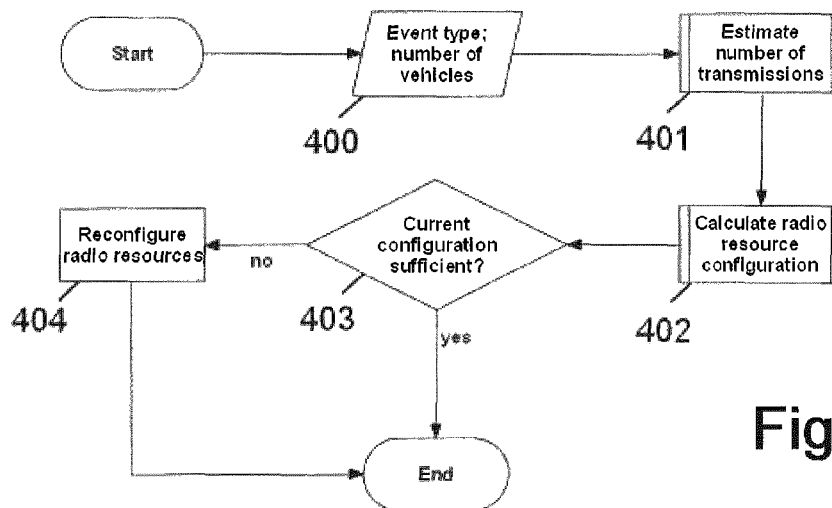 Start
Event type;
number of
vehicles
400
Estimate
number of
transmissions
401
Calculate radio
resource
configuration
402
Current
configuration
sufficient?
403
no
yes
Reconfigure
radio resources
404
End
Fig